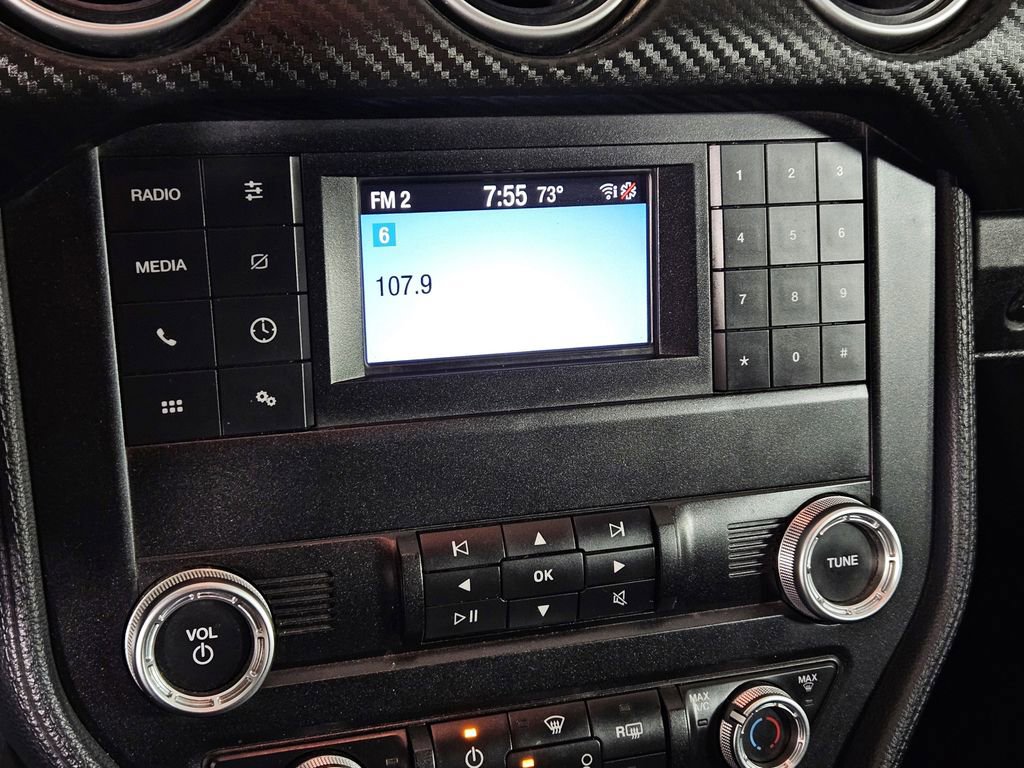 RADIO
MEDIA
FM 2 7:55 73°
6
107.9
1 2 3
4 5 6
7 8 9
* 0 #
OK
VOL
TUNE
MAX
A/C
MAX
R